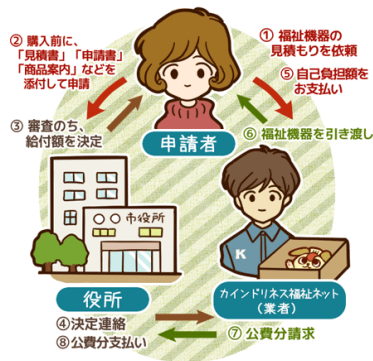 ① 福祉機器の
見積もりを依頼
② 購入前に、
「見積書」「申請書」
「商品案内」などを
添付して申請
⑤ 自己負担額を
お支払い
③ 審査のち、
給付額を決定
申請者
⑥ 福祉機器を引き渡し
○○市役所
K
役所
カインドリネス福祉ネット
(業者)
④決定連絡
⑧公費分支払い
⑦公費分請求